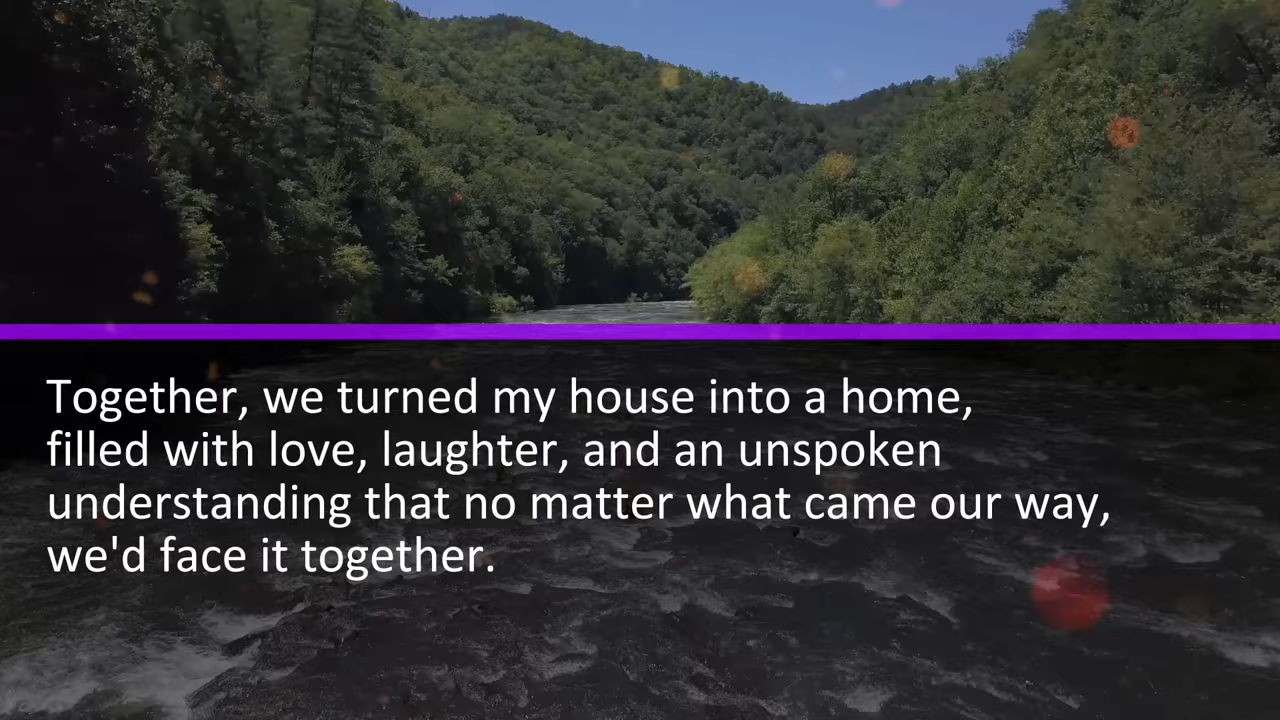 Together, we turned my house into a home,
filled with love, laughter, and an unspoken
understanding that no matter what came our way,
we'd face it together.